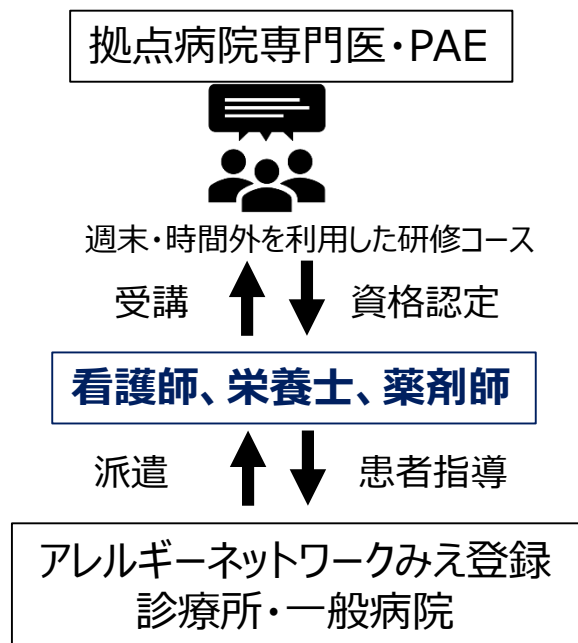 拠点病院専門医・PAE
週末・時間外を利用した研修コース
受講 資格認定
看護師、栄養士、薬剤師
派遣 患者指導
アレルギーネットワークみえ登録
診療所・一般病院